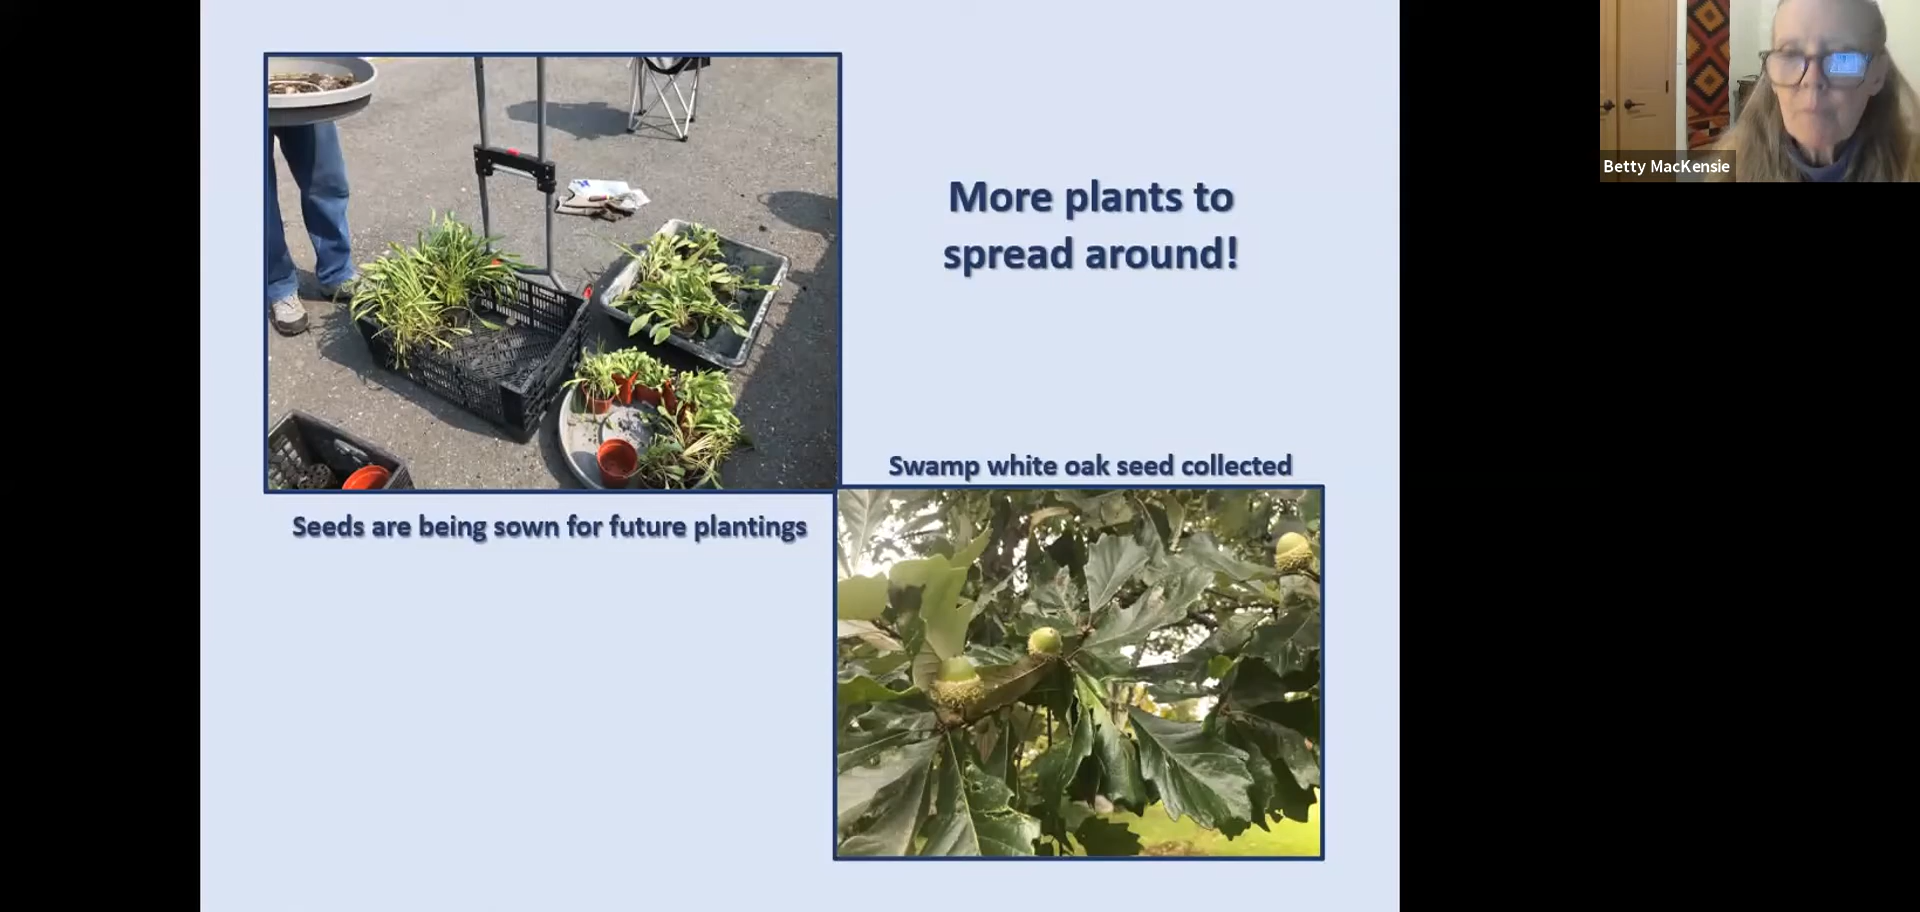 More plants to
spread around!
Swamp white oak seed collected
Seeds are being sown for future plantings
Betty MacKensie